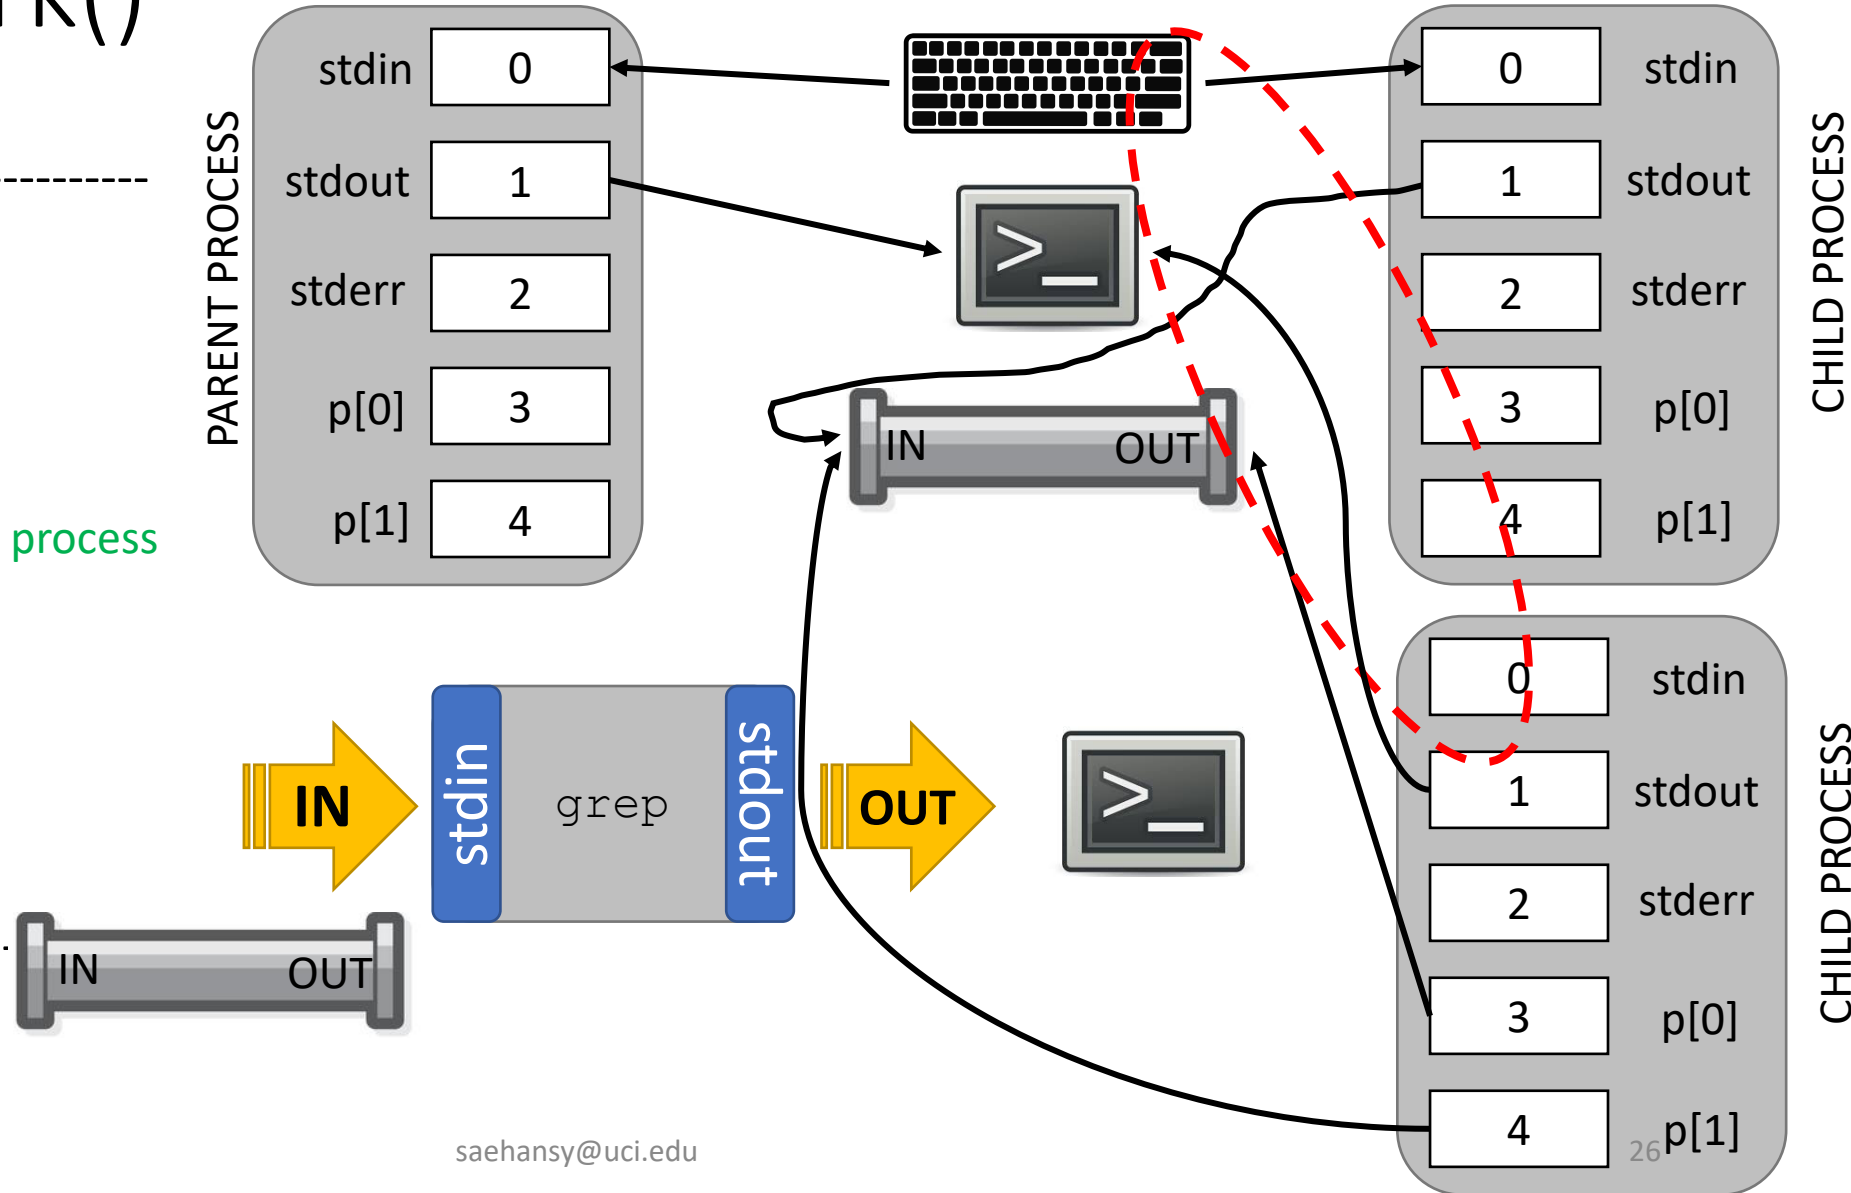 rk()
----------
process
PARENT PROCESS
stdin 0
stdout 1
stderr 2
p[0] 3
p[1] 4
>_
IN OUT
0 stdin
1 stdout
2 stderr
3 p[0]
4 p[1]
CHILD PROCESS
IN
stdin
grep
stdout
OUT
>_
IN OUT
0 stdin
1 stdout
2 stderr
3 p[0]
4 p[1]
CHILD PROCESS
saehansy@uci.edu
26